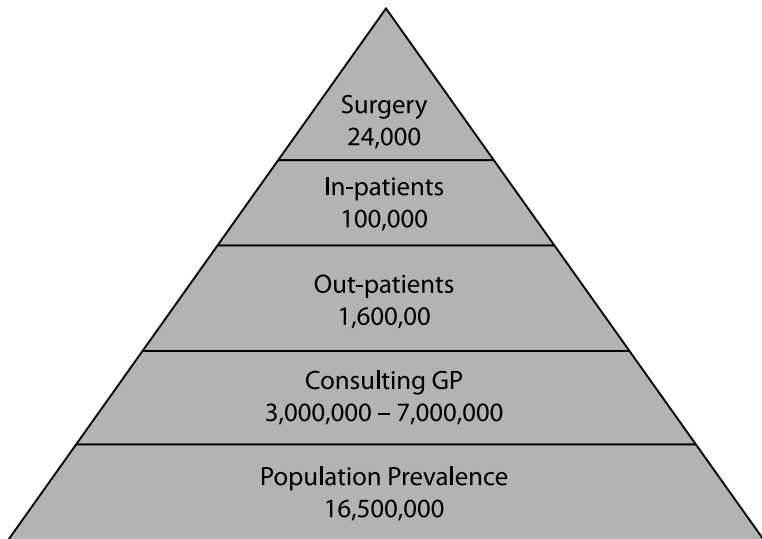 Surgery
24,000
In-patients
100,000
Out-patients
1,600,00
Consulting GP
3,000,000 – 7,000,000
Population Prevalence
16,500,000